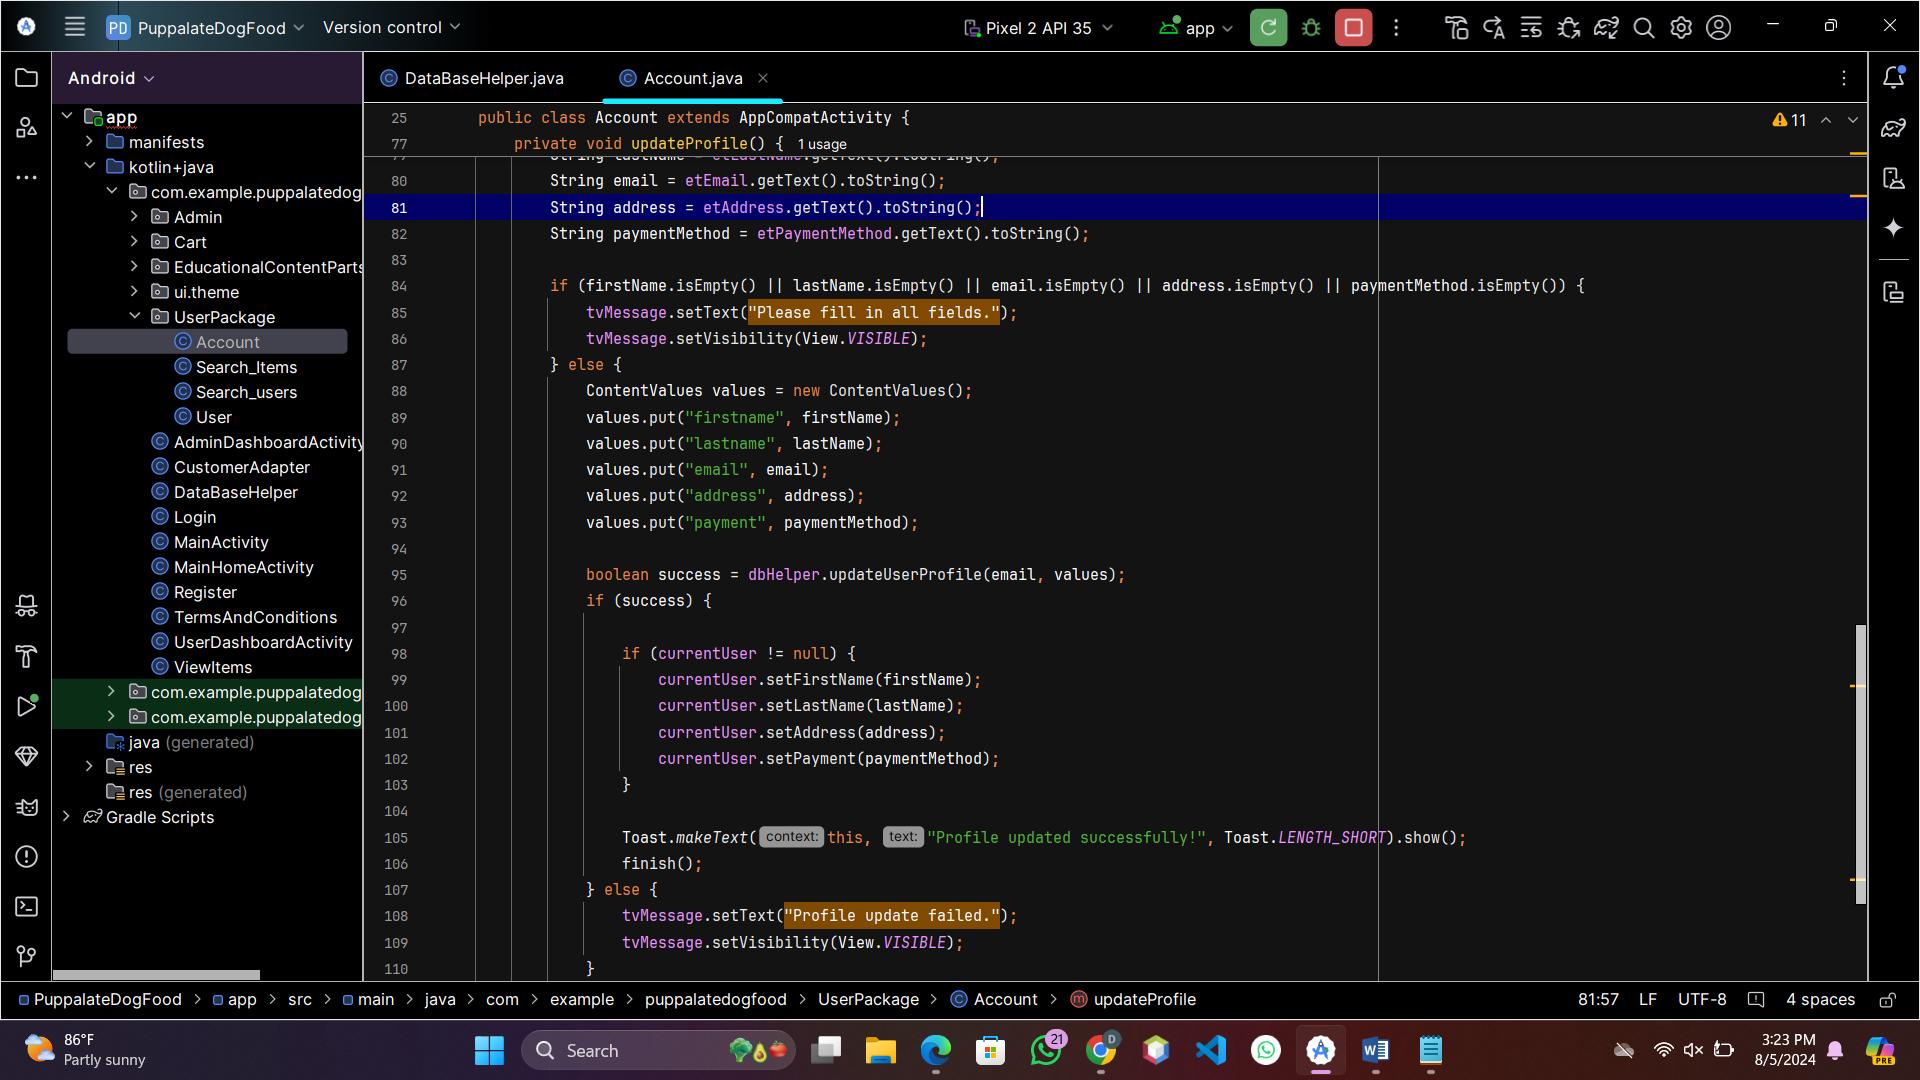 PD PuppalateDogFood Version control Pixel 2 API 35 app
Android
DataBaseHelper.java Account.java
app
manifests
kotlin+java
com.example.puppalatedog
Admin
Cart
EducationalContentParts
ui.theme
UserPackage
Account
Search_Items
Search_users
User
AdminDashboardActivity
CustomerAdapter
DataBaseHelper
Login
MainActivity
MainHomeActivity
Register
TermsAndConditions
UserDashboardActivity
ViewItems
com.example.puppalatedog
com.example.puppalatedog
java (generated)
res
res (generated)
Gradle Scripts
11
25 public class Account extends AppCompatActivity {
77 private void updateProfile() { 1 usage
String lastName = etLastName.getText().toString();
80 String email = etEmail.getText().toString();
81 String address = etAddress.getText().toString();
82 String paymentMethod = etPaymentMethod.getText().toString();
83
84 if (firstName.isEmpty() || lastName.isEmpty() || email.isEmpty() || address.isEmpty() || paymentMethod.isEmpty()) {
85 tvMessage.setText("Please fill in all fields.");
86 tvMessage.setVisibility(View.VISIBLE);
87 } else {
88 ContentValues values = new ContentValues();
89 values.put("firstname", firstName);
90 values.put("lastname", lastName);
91 values.put("email", email);
92 values.put("address", address);
93 values.put("payment", paymentMethod);
94
95 boolean success = dbHelper.updateUserProfile(email, values);
96 if (success) {
97
98 if (currentUser != null) {
99 currentUser.setFirstName(firstName);
100 currentUser.setLastName(lastName);
101 currentUser.setAddress(address);
102 currentUser.setPayment(paymentMethod);
103 }
104
105 Toast.makeText( context: this, text: "Profile updated successfully!", Toast.LENGTH_SHORT).show();
106 finish();
107 } else {
108 tvMessage.setText("Profile update failed.");
109 tvMessage.setVisibility(View.VISIBLE);
110 }
PuppalateDogFood > app > src > main > java > com > example > puppalatedogfood > UserPackage > Account > updateProfile 81:57 LF UTF-8 4 spaces
86°F
Partly sunny
Search
21
D
PRE
3:23 PM
8/5/2024